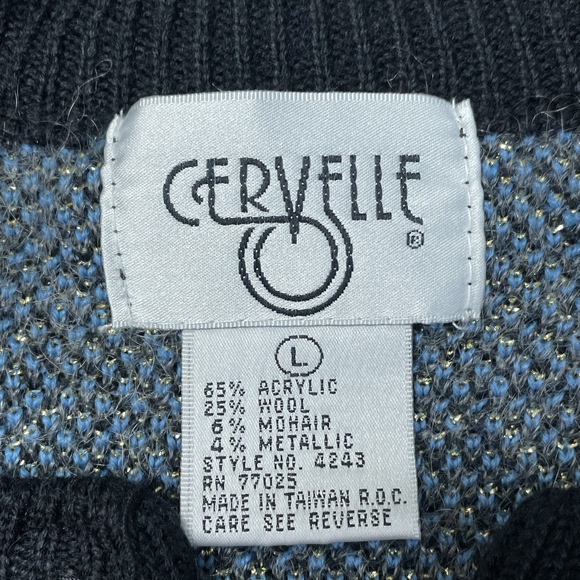 CERVELLE
®
L
65% ACRYLIC
25% WOOL
6% MOHAIR
4% METALLIC
STYLE NO. 4243
RN 77025
MADE IN TAIWAN R.O.C.
CARE SEE REVERSE